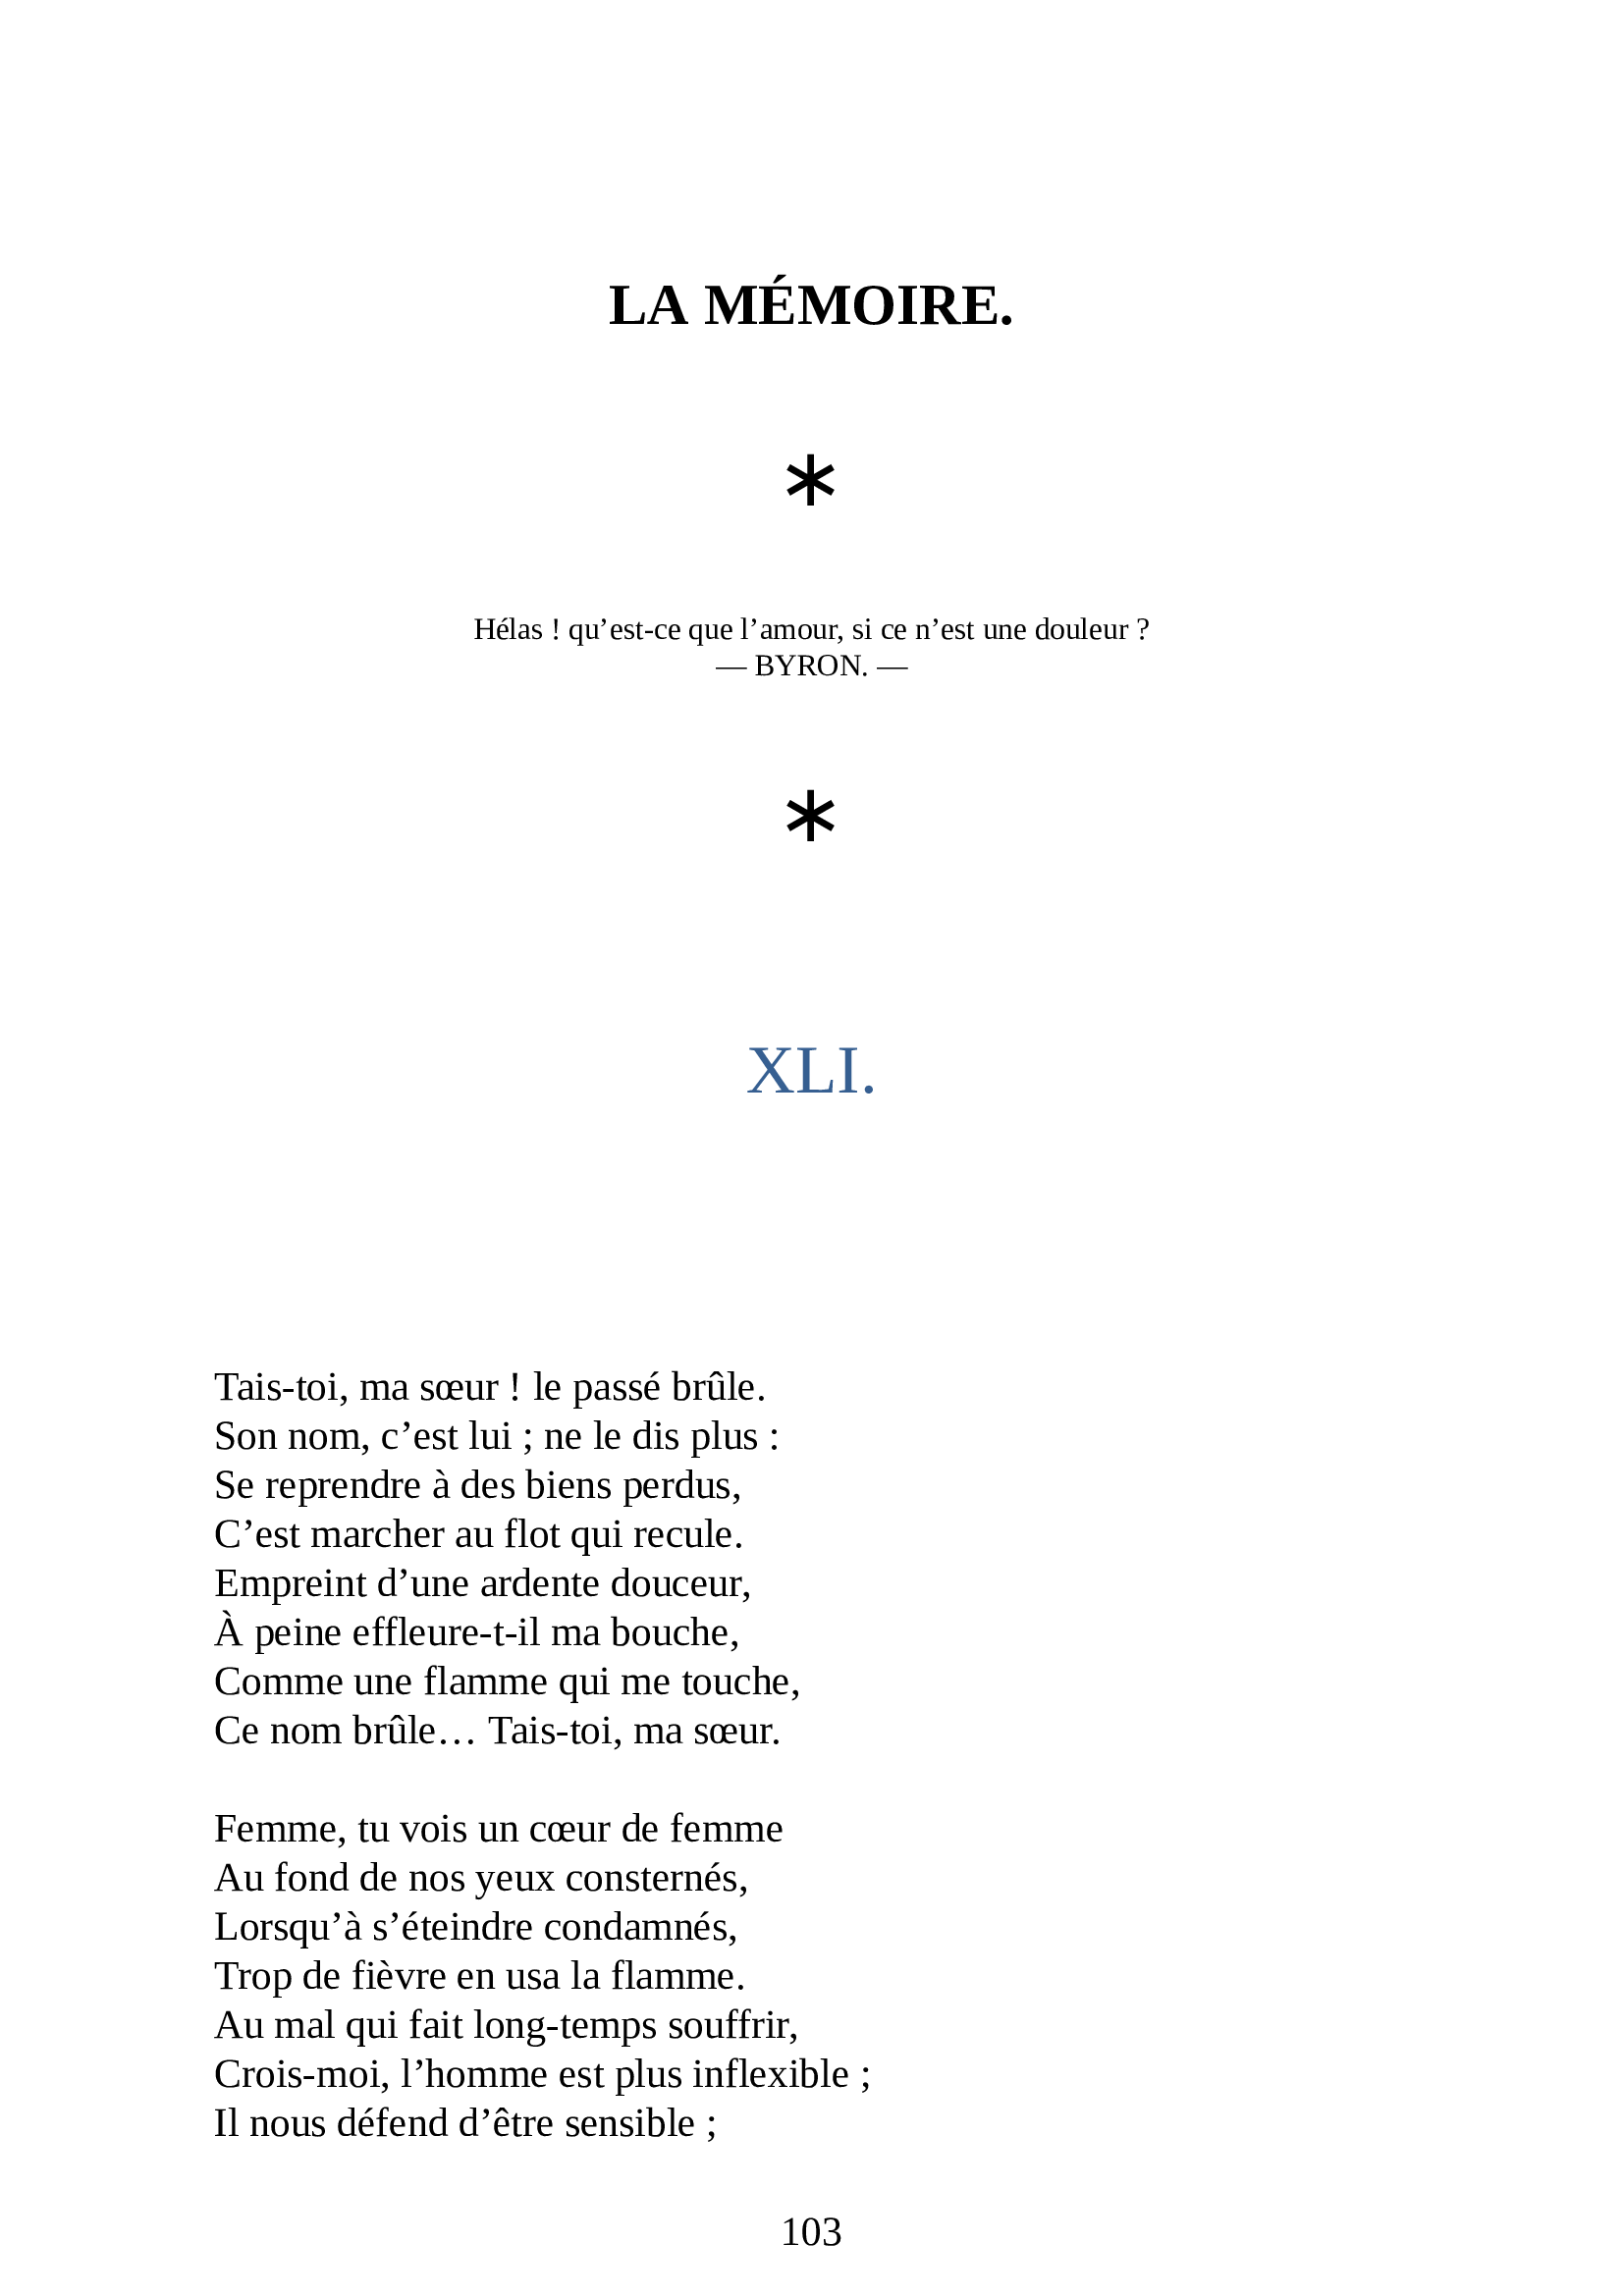 LA MÉMOIRE.
*
Hélas ! qu’est-ce que l’amour, si ce n’est une douleur ?
— BYRON. —
*
XLI.
Tais-toi, ma sœur ! le passé brûle.
Son nom, c’est lui ; ne le dis plus :
Se reprendre à des biens perdus,
C’est marcher au flot qui recule.
Empreint d’une ardente douceur,
À peine effleure-t-il ma bouche,
Comme une flamme qui me touche,
Ce nom brûle… Tais-toi, ma sœur.
Femme, tu vois un cœur de femme
Au fond de nos yeux consternés,
Lorsqu’à s’éteindre condamnés,
Trop de fièvre en usa la flamme.
Au mal qui fait long-temps souffrir,
Crois-moi, l’homme est plus inflexible ;
Il nous défend d’être sensible ;
103